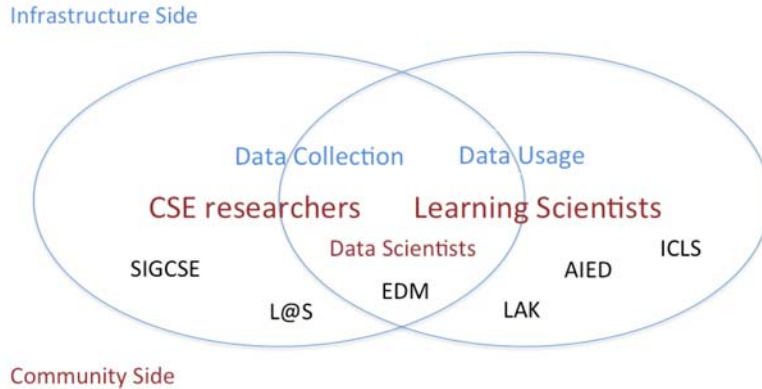 Infrastructure Side
Data Collection Data Usage
CSE researchers Learning Scientists
Data Scientists
SIGCSE
ICLS
AIED
EDM
L@S
LAK
Community Side